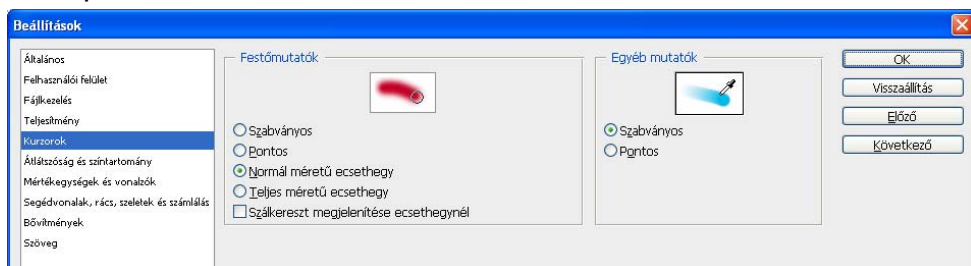 Beállítások
Általános
Felhasználói felület
Fájlkezelés
Teljesítmény
Kurzorok
Átlátszóság és színtartomány
Mértékegységek és vonalzók
Segédvonalak, rács, szeletek és számlálás
Bővítmények
Szöveg
Festőmutatók
Szabványos
Pontos
Normál méretű ecsethegy
Teljes méretű ecsethegy
Szálkereszt megjelenítése ecsethegynél
Egyéb mutatók
Szabványos
Pontos
OK
Visszaállítás
Előző
Következő